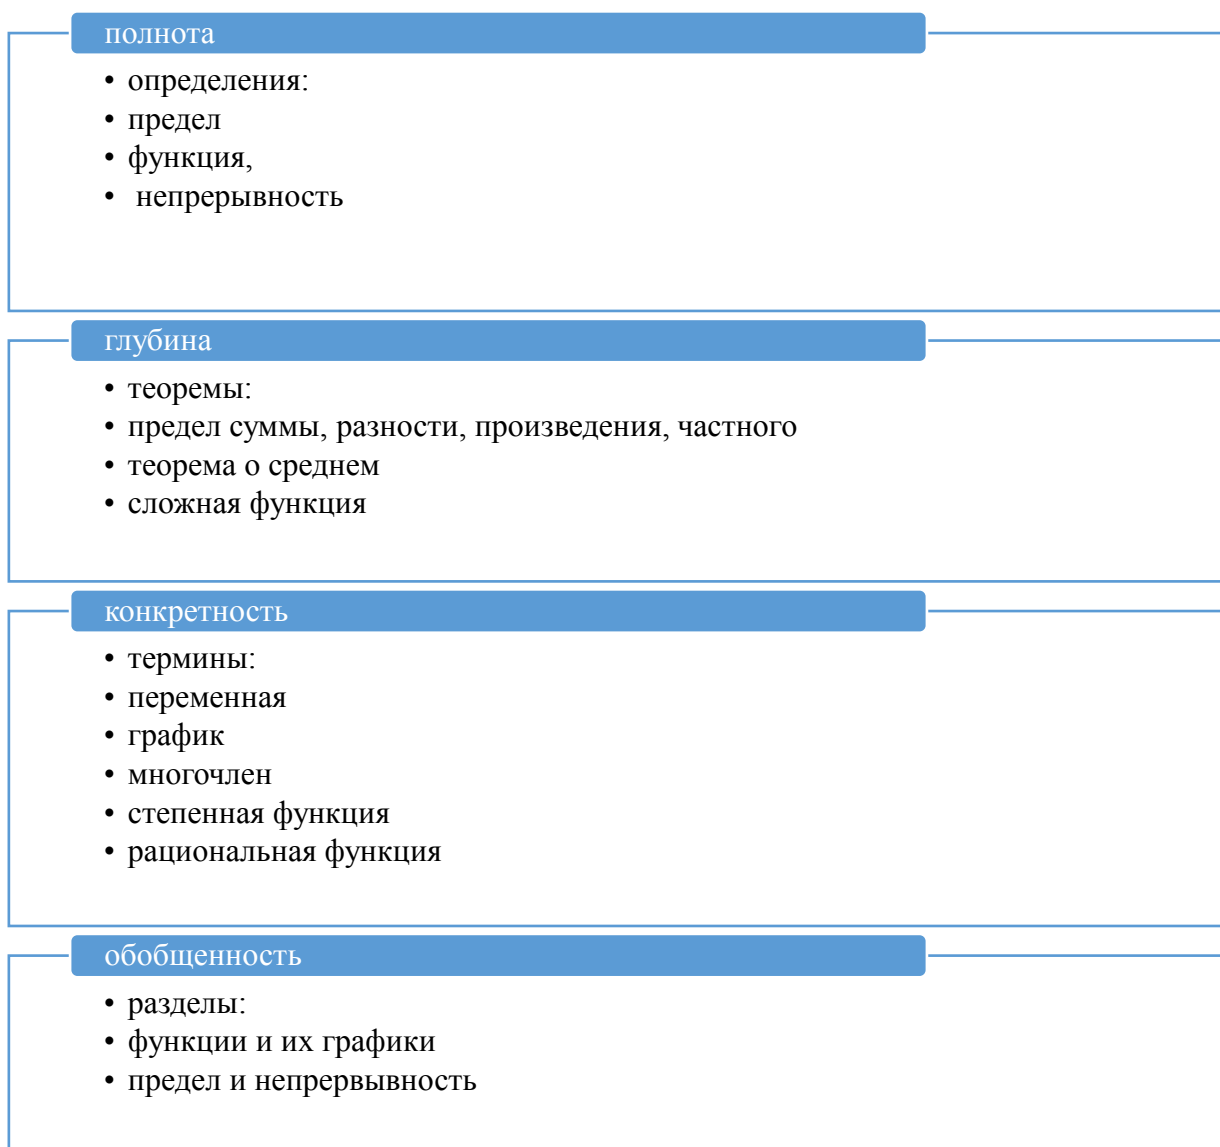 полнота
• определения:
• предел
• функция,
• непрерывность
глубина
• теоремы:
• предел суммы, разности, произведения, частного
• теорема о среднем
• сложная функция
конкретность
• термины:
• переменная
• график
• многочлен
• степенная функция
• рациональная функция
обобщенность
• разделы:
• функции и их графики
• предел и непрервывность